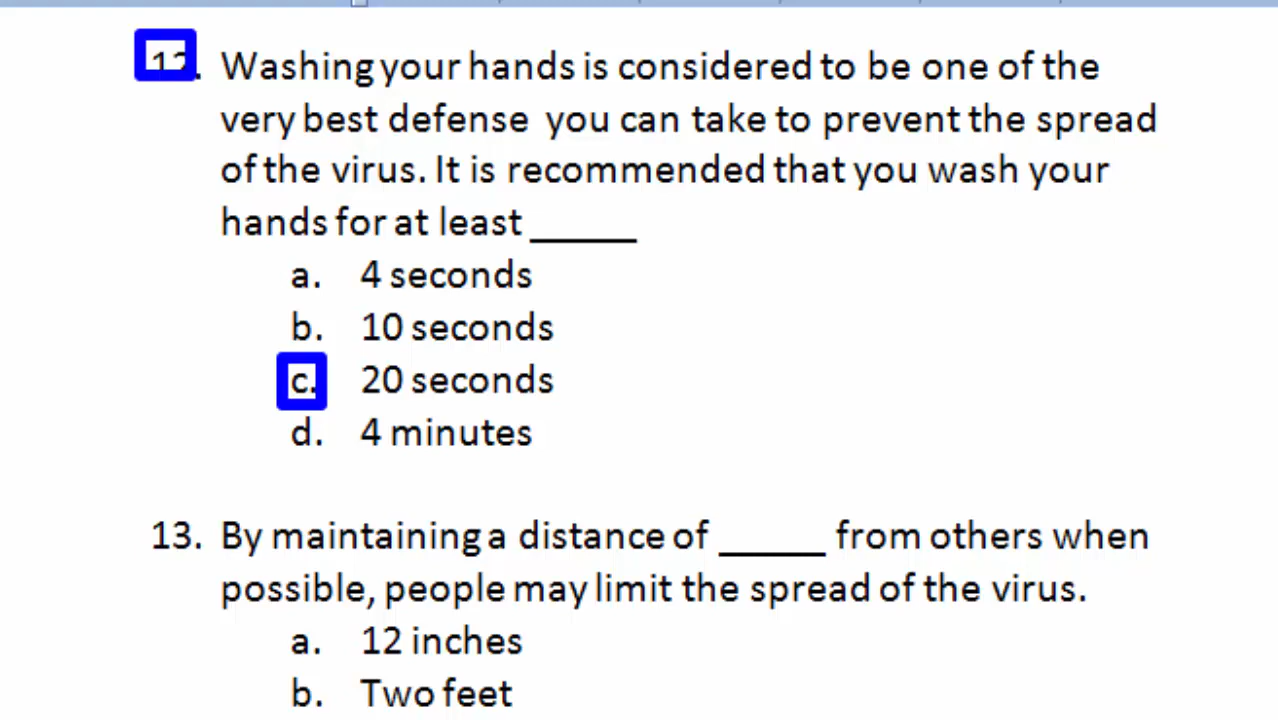 12. Washing your hands is considered to be one of the
very best defense you can take to prevent the spread
of the virus. It is recommended that you wash your
hands for at least _____
a. 4 seconds
b. 10 seconds
c. 20 seconds
d. 4 minutes
13. By maintaining a distance of _____ from others when
possible, people may limit the spread of the virus.
a. 12 inches
b. Two feet